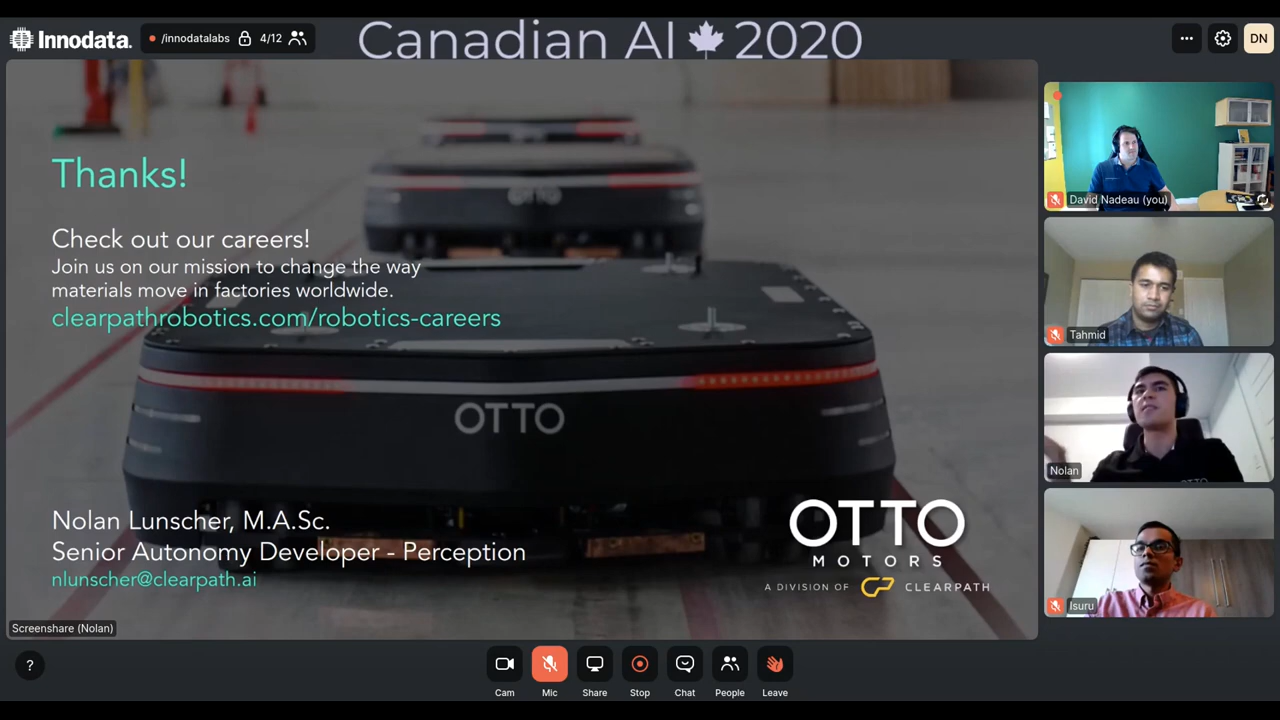 Innodata.
/innodatalabs
4/12
Canadian AI 2020
DN
Thanks!
Check out our careers!
Join us on our mission to change the way
materials move in factories worldwide.
clearpathrobotics.com/robotics-careers
OTTO
OTTO
Nolan Lunscher, M.A.Sc.
Senior Autonomy Developer - Perception
nlunscher@clearpath.ai
OTTO
MOTORS
A DIVISION OF CLEARPATH
Screenshare (Nolan)
David Nadeau (you)
Tahmid
Nolan
OTTO
Isuru
?
Cam
Mic
Share
Stop
Chat
People
Leave